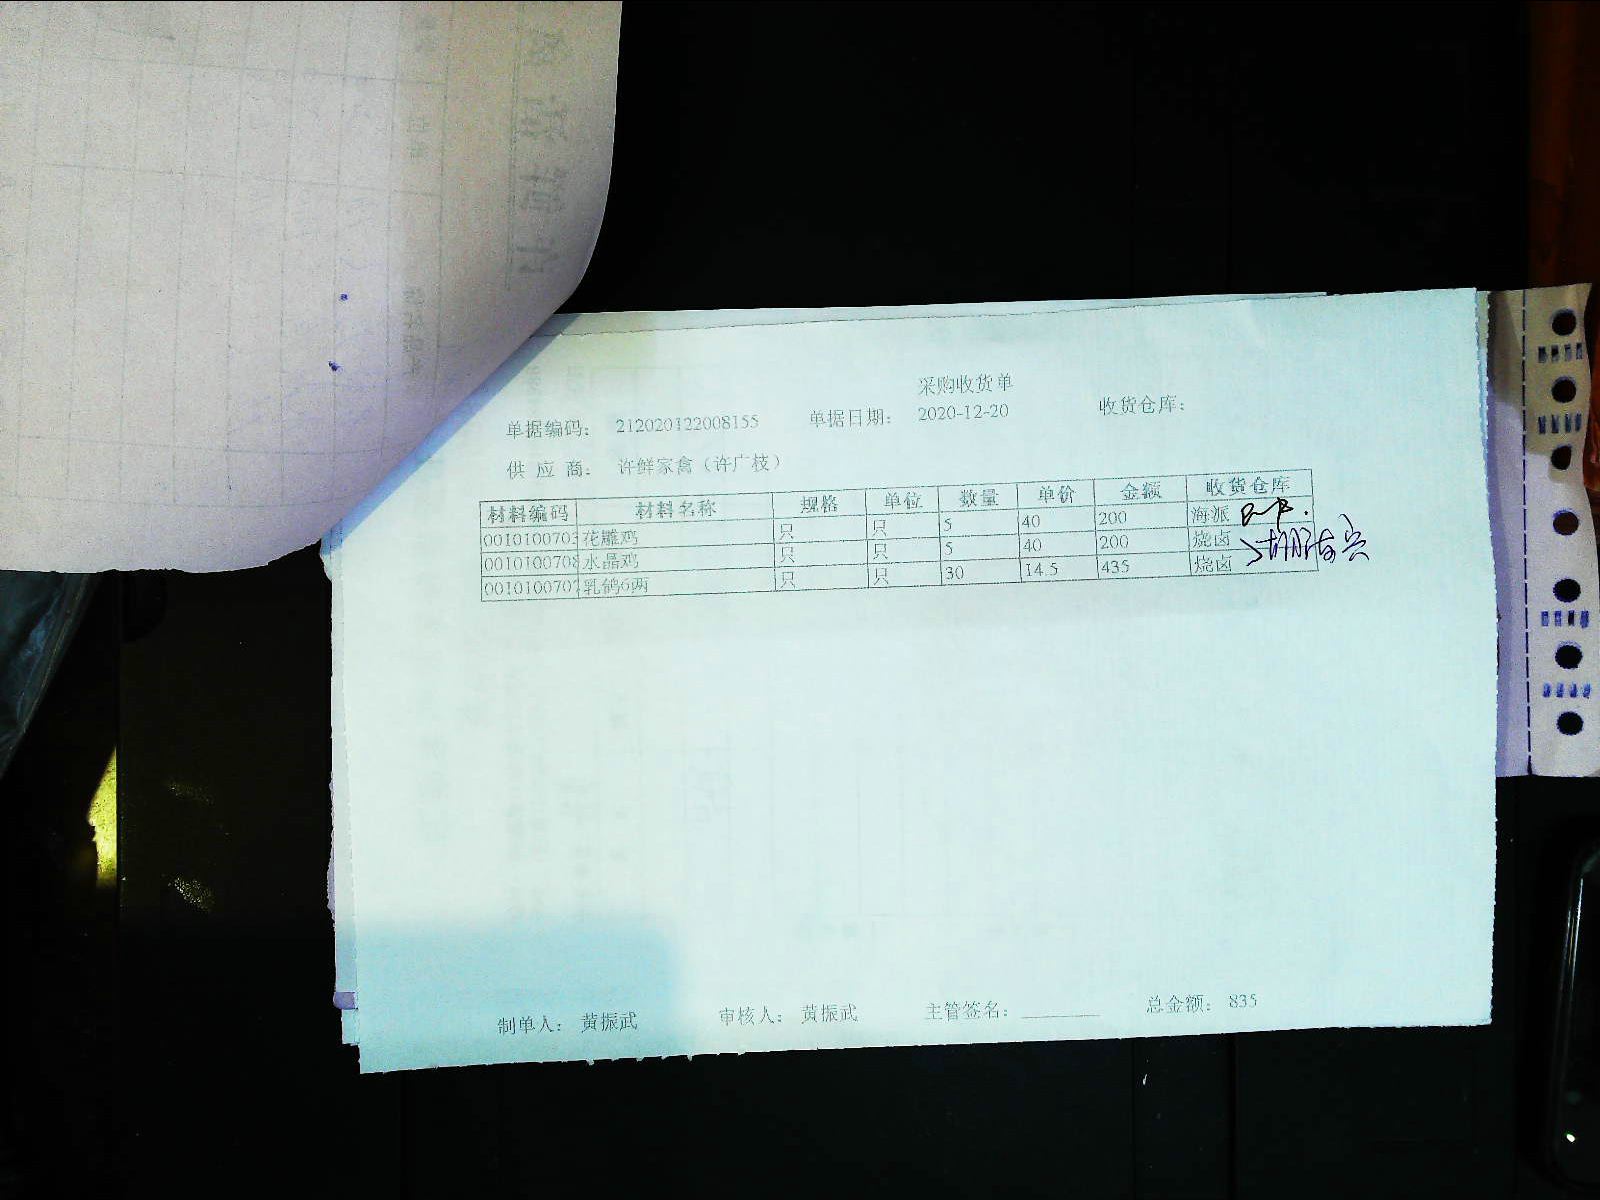 采购收货单
单据编码： 212020122008155 单据日期： 2020-12-20 收货仓库：
供 应 商： 许鲜家禽（许广枝）
材料编码 材料名称 规格 单位 数量 单价 金额 收货仓库
0010100703 花雕鸡 只 只 5 40 200 海派
0010100708 水晶鸡 只 只 5 40 200 烧卤
0010100707 乳鸽6两 只 只 30 14.5 435 烧卤
制单人： 黄振武 审核人： 黄振武 主管签名： 总金额： 835